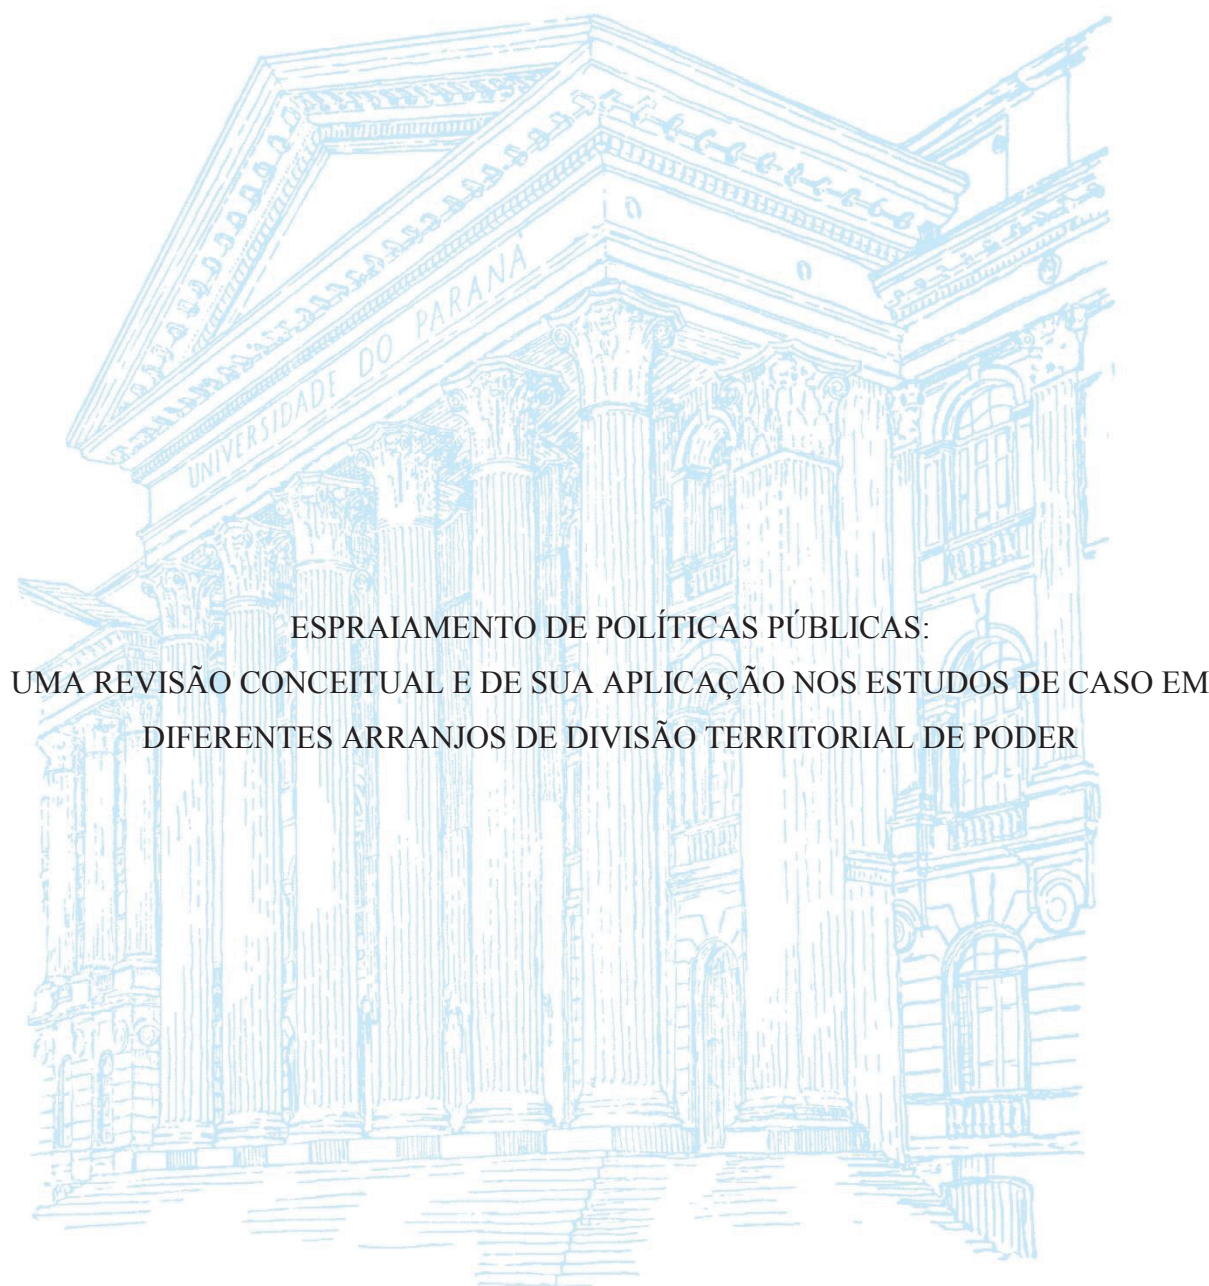 UNIVERSIDADE DO PARANÁ
ESPRAIAMENTO DE POLÍTICAS PÚBLICAS:
UMA REVISÃO CONCEITUAL E DE SUA APLICAÇÃO NOS ESTUDOS DE CASO EM
DIFERENTES ARRANJOS DE DIVISÃO TERRITORIAL DE PODER